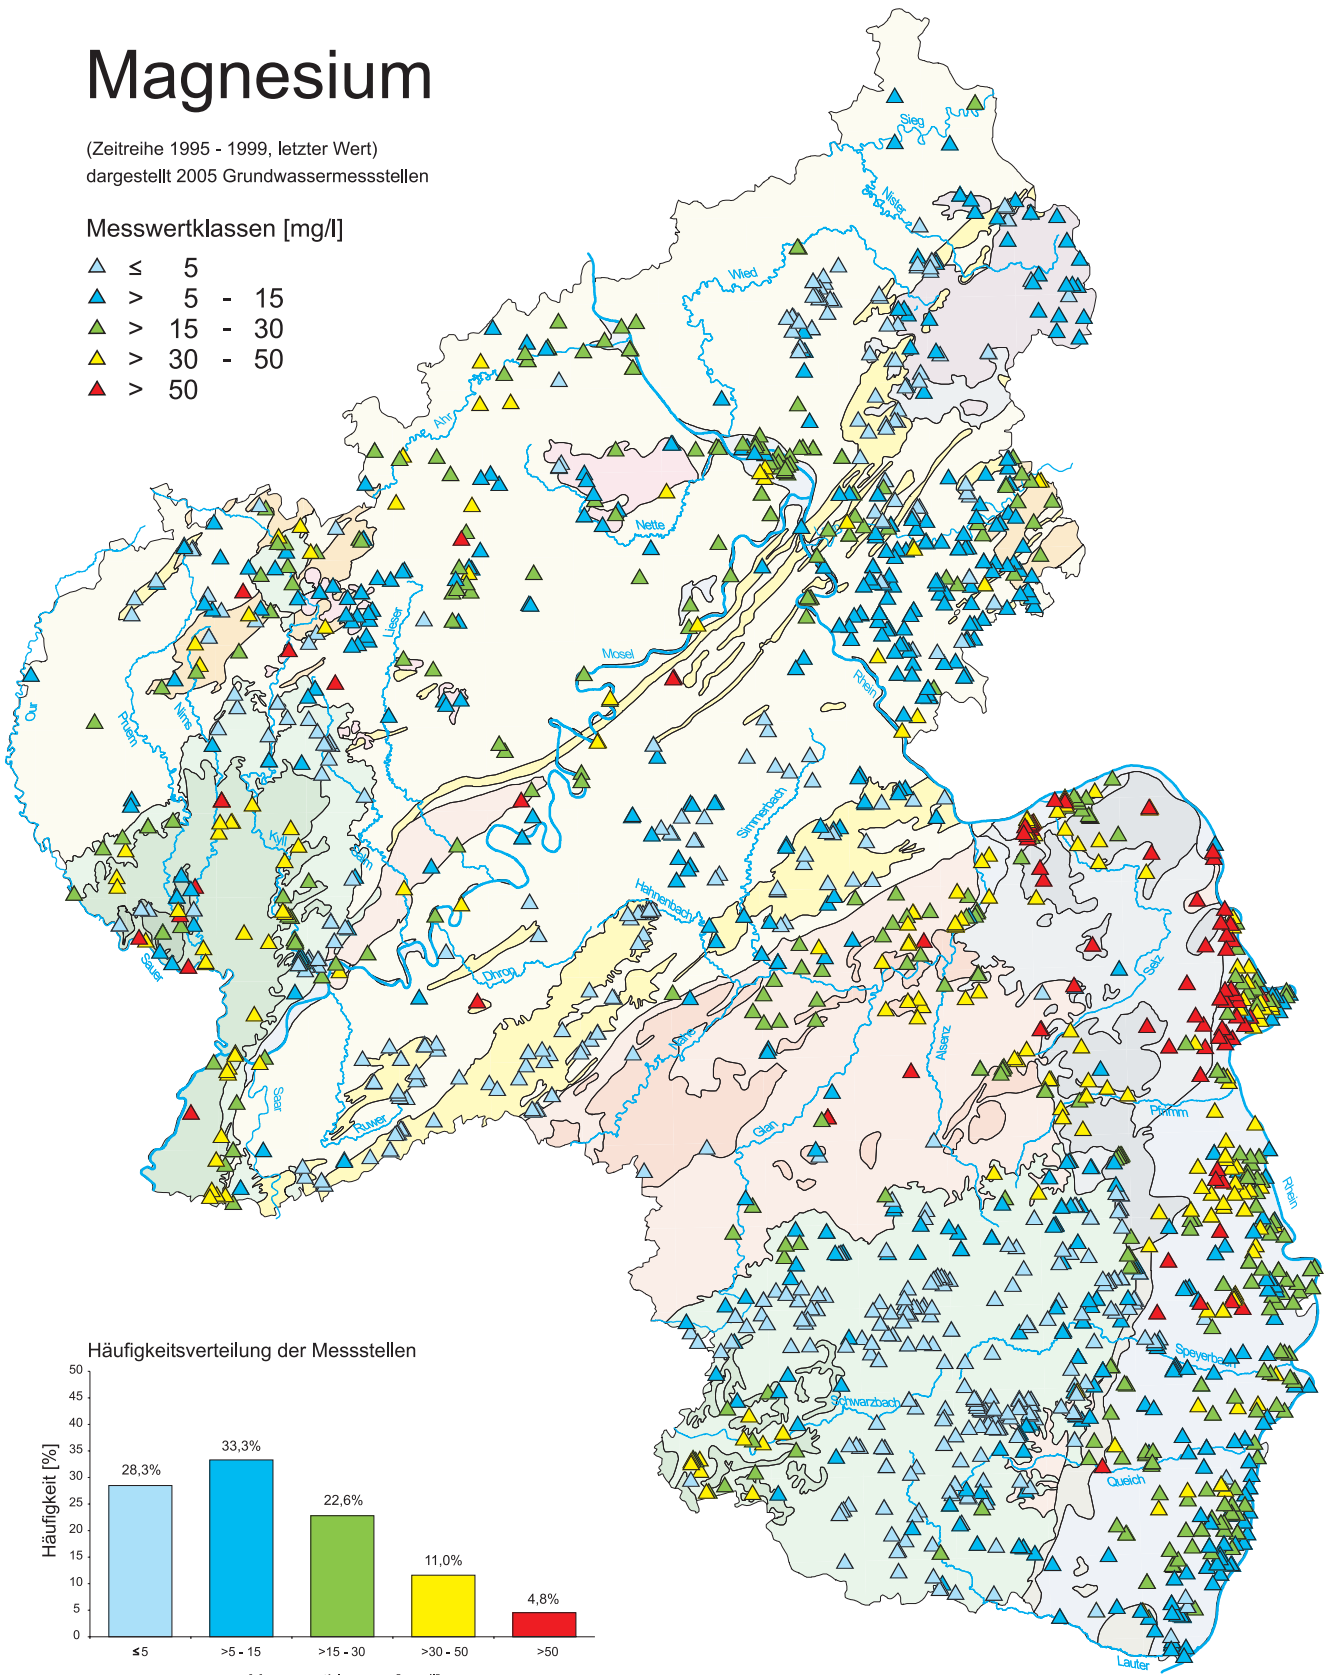 Magnesium
(Zeitreihe 1995 - 1999, letzter Wert)
dargestellt 2005 Grundwassermessstellen
Messwertklassen [mg/l]
≤ 5
> 5 - 15
> 15 - 30
> 30 - 50
> 50
Sieg
Nister
Wied
Ahr
Nette
Lieser
Mosel
Rhein
Our
Pruem
Nims
Kyll
Salm
Simmerbach
Hahnenbach
Dhron
Sauer
Selz
Nahe
Alsenz
Saar
Ruwer
Glan
Pfrimm
Rhein
Speyerbach
Schwarzbach
Queich
Lauter
Häufigkeitsverteilung der Messstellen
Häufigkeit [%]
50
45
40
35
30
25
20
15
10
5
0
28,3%
33,3%
22,6%
11,0%
4,8%
≤ 5
>5 - 15
>15 - 30
>30 - 50
>50